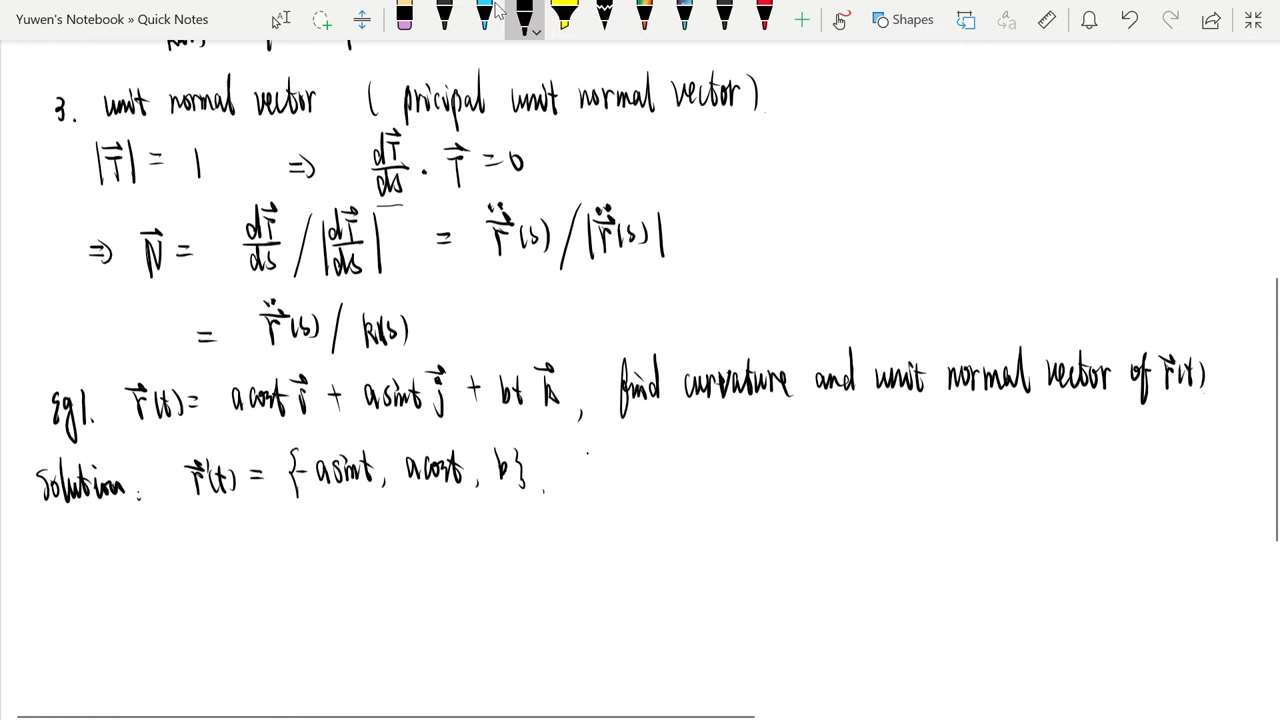 Yuwen's Notebook » Quick Notes
Shapes
3. unit normal vector ( pricipal unit normal vector )
|T⃗| = 1 ⇒ dT⃗/ds · T⃗ = 0
⇒ N⃗ = dT⃗/ds / |dT⃗/ds| = r̈⃗(s) / |r̈⃗(s)|
= r̈⃗(s) / k(s)
Eg1. r⃗(t) = a cost i⃗ + a sint j⃗ + bt k⃗ , find curvature and unit normal vector of r⃗(t)
Solution: r⃗'(t) = {-a sint, a cost, b} .